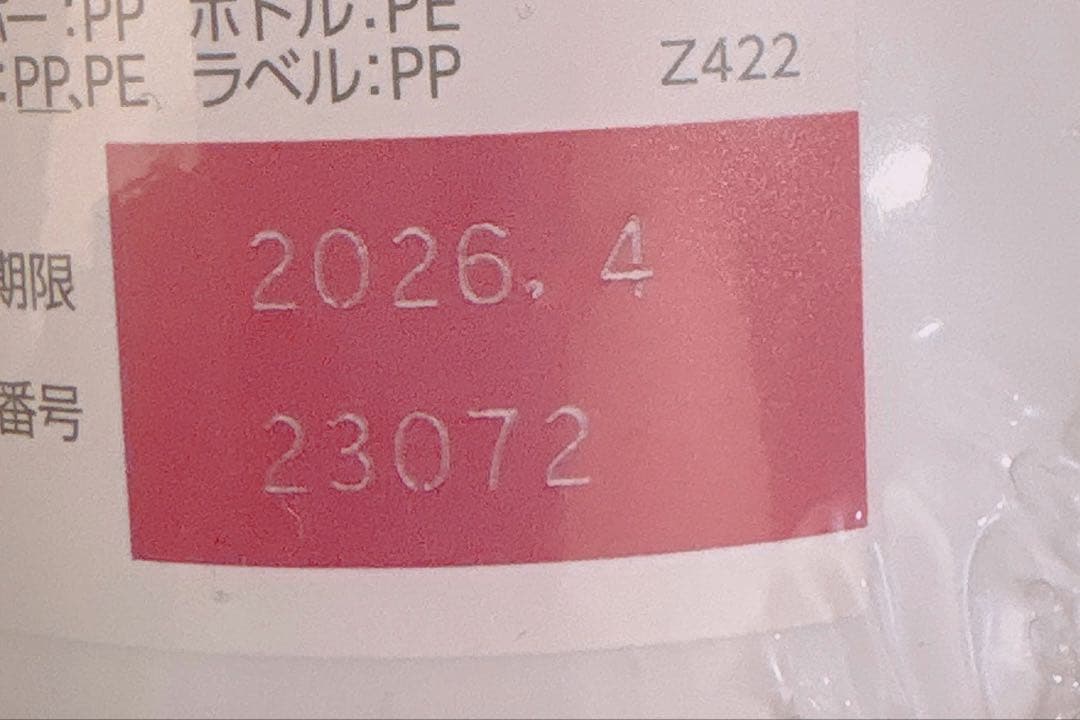 ー:PP ボトル:PE
:PP、PE ラベル:PP
Z422
期限 2026. 4
番号 23072